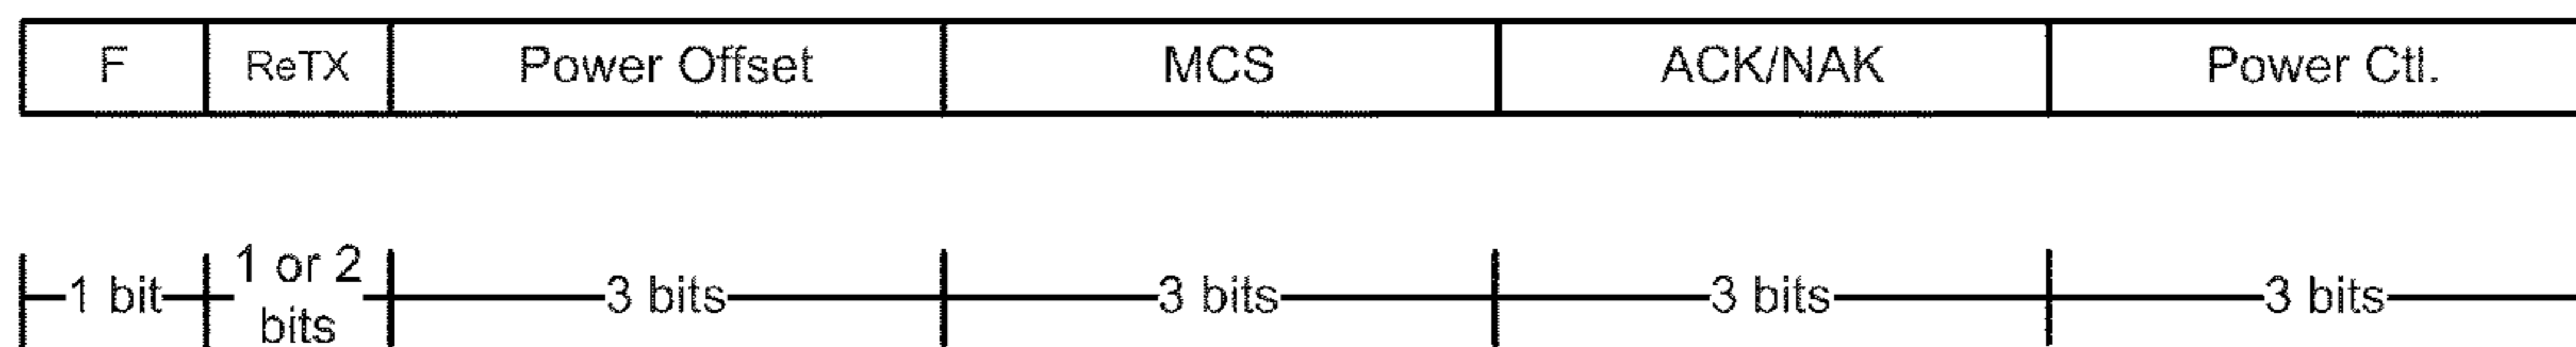 F ReTX Power Offset MCS ACK/NAK Power Ctl.
1 bit 1 or 2 bits 3 bits 3 bits 3 bits 3 bits